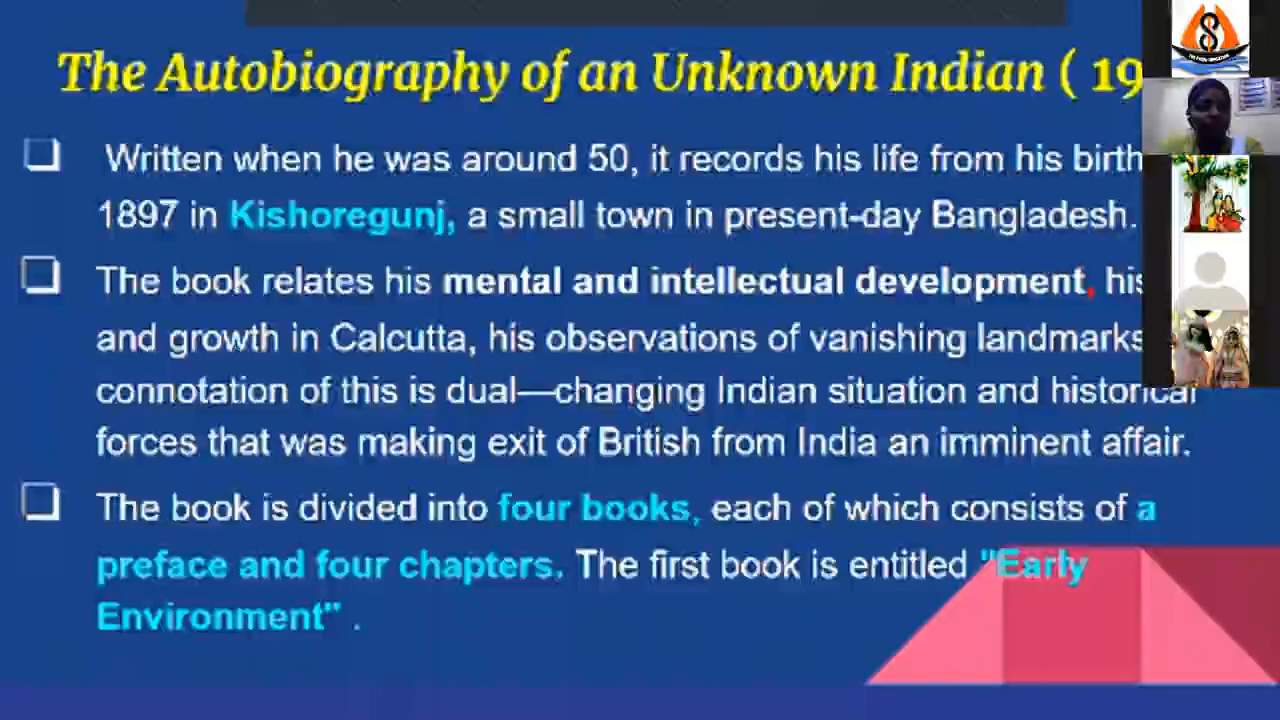 The Autobiography of an Unknown Indian ( 19
Written when he was around 50, it records his life from his birth
1897 in Kishoregunj, a small town in present-day Bangladesh.
The book relates his mental and intellectual development, his
and growth in Calcutta, his observations of vanishing landmarks
connotation of this is dual—changing Indian situation and historical
forces that was making exit of British from India an imminent affair.
The book is divided into four books, each of which consists of a
preface and four chapters. The first book is entitled "Early
Environment" .